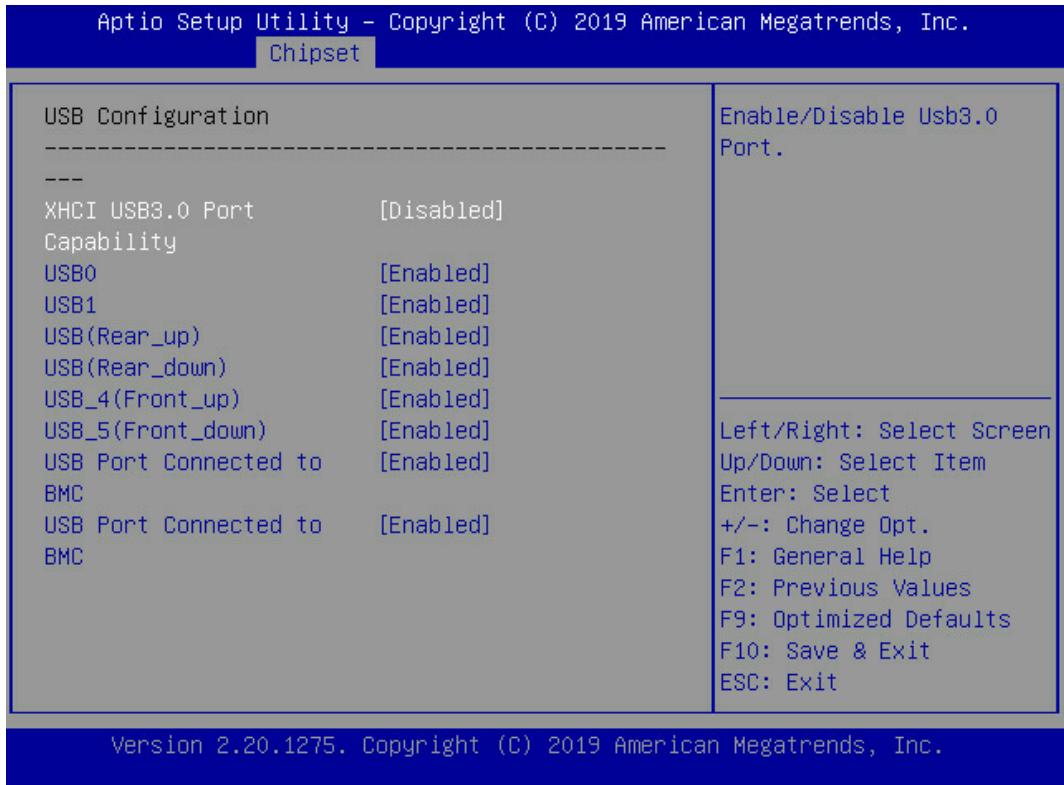 Aptio Setup Utility – Copyright (C) 2019 American Megatrends, Inc.
Chipset
USB Configuration
-----------------------------------------------
---
XHCI USB3.0 Port [Disabled]
Capability
USB0 [Enabled]
USB1 [Enabled]
USB(Rear_up) [Enabled]
USB(Rear_down) [Enabled]
USB_4(Front_up) [Enabled]
USB_5(Front_down) [Enabled]
USB Port Connected to [Enabled]
BMC
USB Port Connected to [Enabled]
BMC
Enable/Disable Usb3.0
Port.
Left/Right: Select Screen
Up/Down: Select Item
Enter: Select
+/-: Change Opt.
F1: General Help
F2: Previous Values
F9: Optimized Defaults
F10: Save & Exit
ESC: Exit
Version 2.20.1275. Copyright (C) 2019 American Megatrends, Inc.